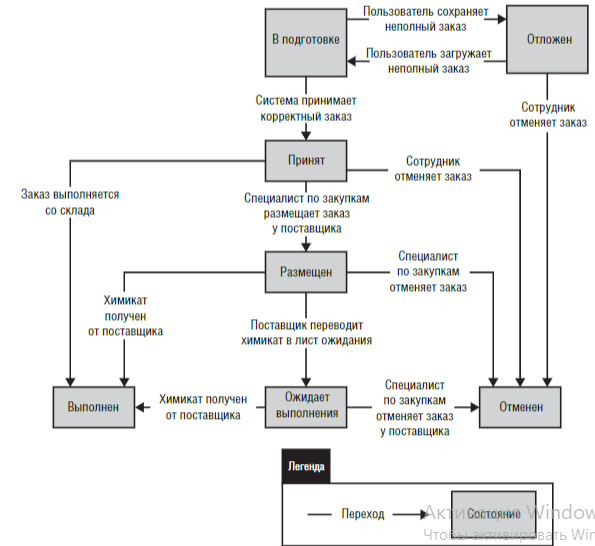 Пользователь сохраняет
неполный заказ
В подготовке
Отложен
Пользователь загружает
неполный заказ
Система принимает
корректный заказ
Сотрудник
отменяет заказ
Принят
Сотрудник
отменяет заказ
Заказ выполняется
со склада
Специалист по закупкам
размещает заказ
у поставщика
Размещен
Специалист
по закупкам
отменяет заказ
Химикат
получен
от поставщика
Поставщик переводит
химикат в лист ожидания
Выполнен
Химикат получен
от поставщика
Ожидает
выполнения
Специалист
по закупкам
отменяет заказ
у поставщика
Отменен
Легенда
Переход
Состояние
Активация Window
Чтобы активировать Win